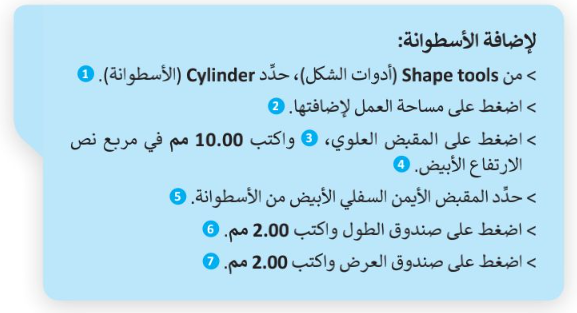 لإضافة الأسطوانة:
> من Shape tools (أدوات الشكل)، حدِّد Cylinder (الأسطوانة). 1
> اضغط على مساحة العمل لإضافتها. 2
> اضغط على المقبض العلوي، 3 واكتب 10.00 مم في مربع نص
الارتفاع الأبيض. 4
> حدِّد المقبض الأيمن السفلي الأبيض من الأسطوانة. 5
> اضغط على صندوق الطول واكتب 2.00 مم. 6
> اضغط على صندوق العرض واكتب 2.00 مم. 7